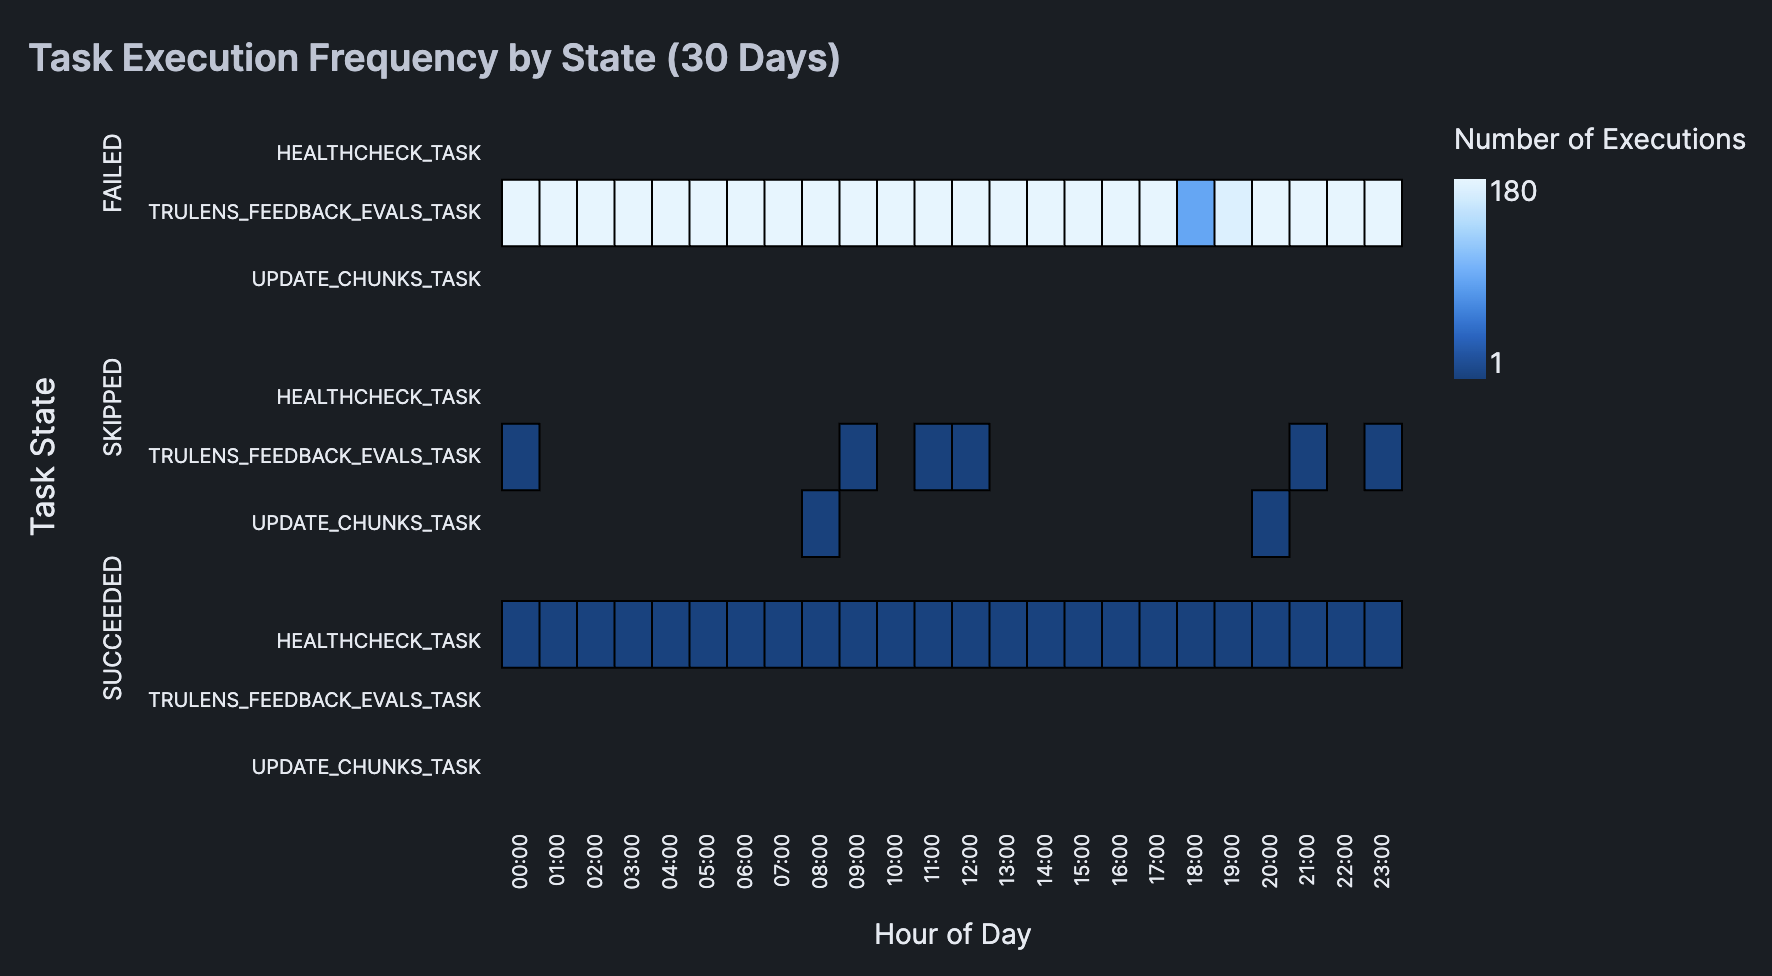 Task Execution Frequency by State (30 Days)
Number of Executions
180
1
Task State
FAILED
HEALTHCHECK_TASK
TRULENS_FEEDBACK_EVALS_TASK
UPDATE_CHUNKS_TASK
SKIPPED
HEALTHCHECK_TASK
TRULENS_FEEDBACK_EVALS_TASK
UPDATE_CHUNKS_TASK
SUCCEEDED
HEALTHCHECK_TASK
TRULENS_FEEDBACK_EVALS_TASK
UPDATE_CHUNKS_TASK
00:00
01:00
02:00
03:00
04:00
05:00
06:00
07:00
08:00
09:00
10:00
11:00
12:00
13:00
14:00
15:00
16:00
17:00
18:00
19:00
20:00
21:00
22:00
23:00
Hour of Day